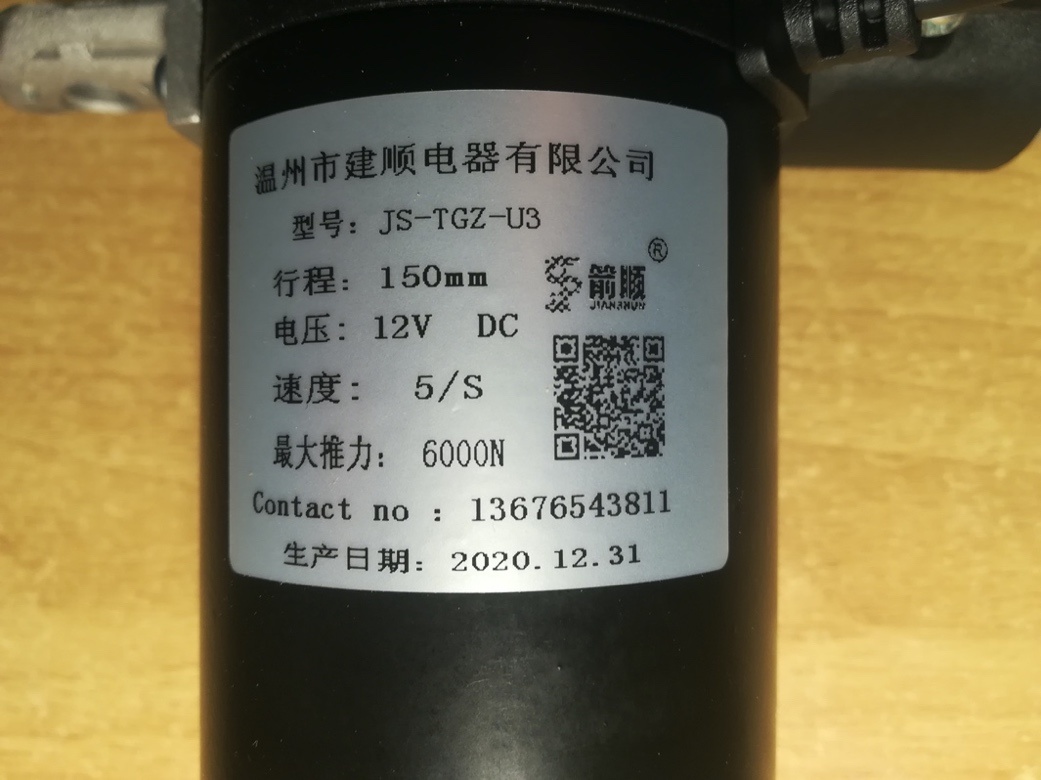 温州市建顺电器有限公司
型号: JS-TGZ-U3
行程: 150mm
®
箭顺
JIANSHUN
电压: 12V DC
速度: 5/S
最大推力: 6000N
Contact no : 13676543811
生产日期: 2020.12.31